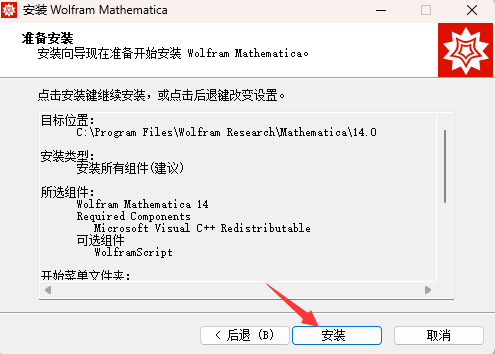 安装 Wolfram Mathematica
准备安装
安装向导现在准备开始安装 Wolfram Mathematica。
点击安装键继续安装，或点击后退键改变设置。
目标位置:
C:\Program Files\Wolfram Research\Mathematica\14.0
安装类型:
安装所有组件(建议)
所选组件:
Wolfram Mathematica 14
Required Components
Microsoft Visual C++ Redistributable
可选组件
WolframScript
开始菜单文件夹:
< 后退 (B)
安装
取消